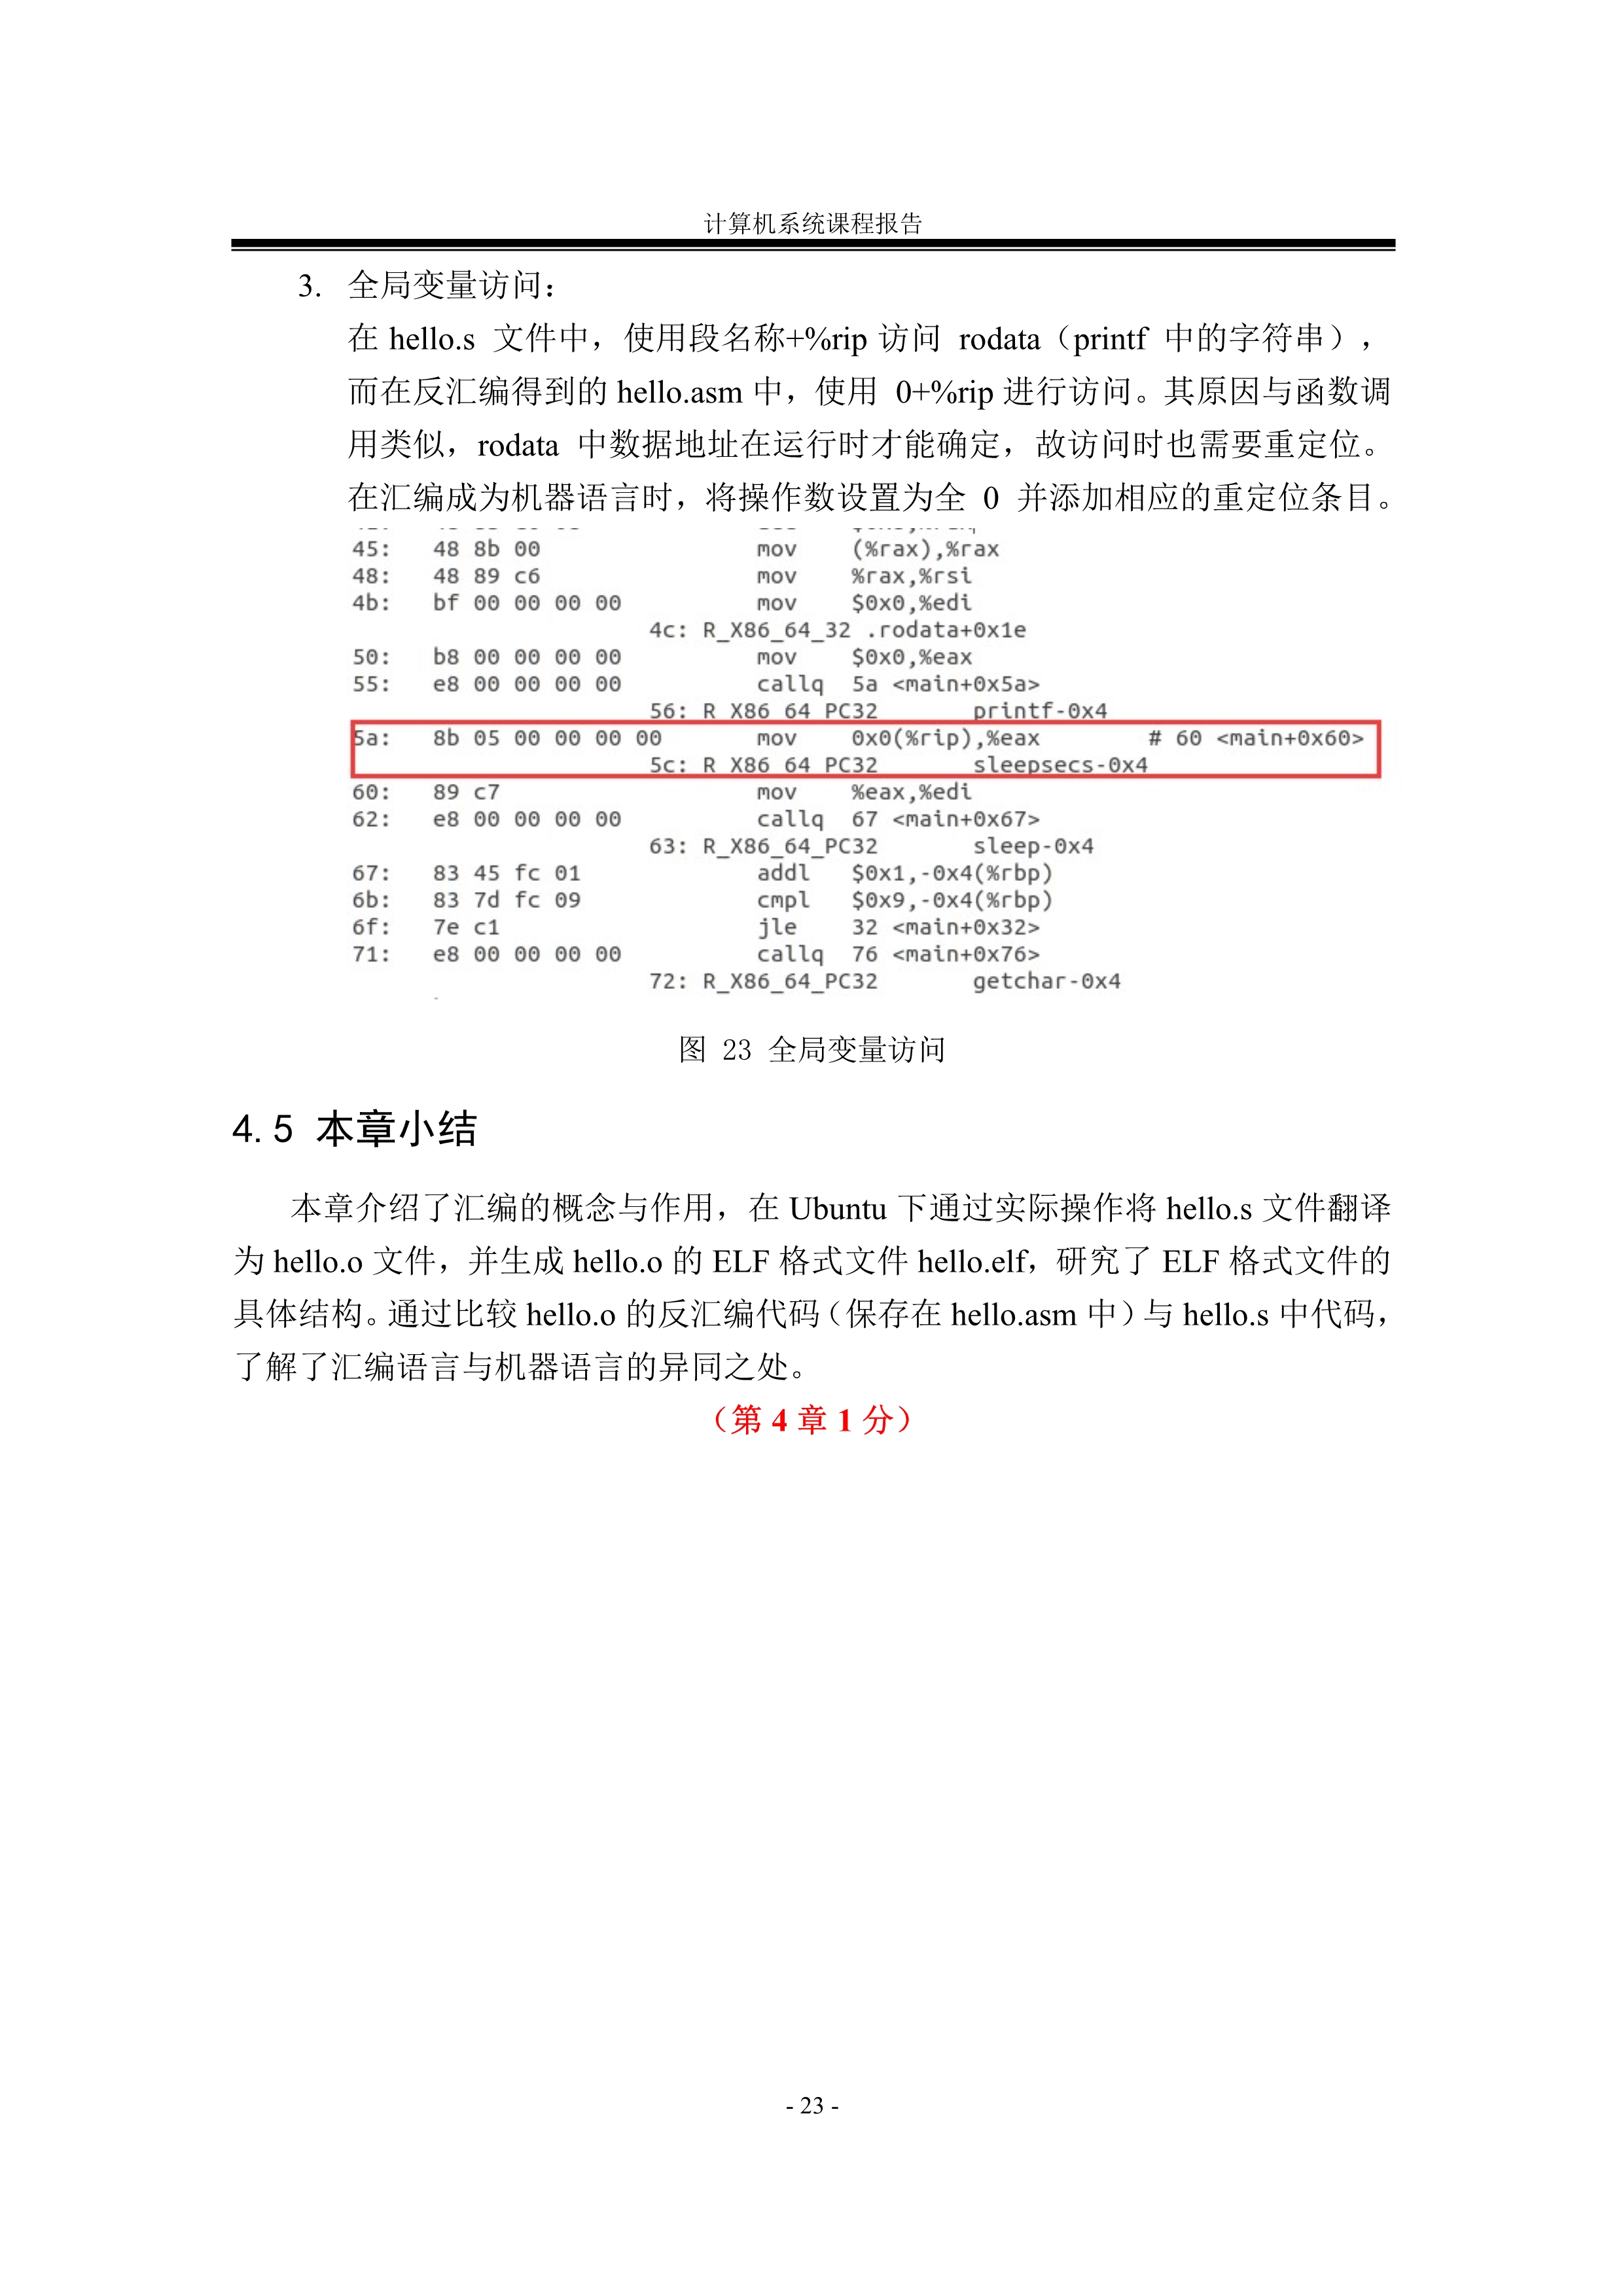 计算机系统课程报告
3. 全局变量访问：
在 hello.s 文件中，使用段名称+%rip 访问 rodata（printf 中的字符串），
而在反汇编得到的 hello.asm 中，使用 0+%rip 进行访问。其原因与函数调
用类似，rodata 中数据地址在运行时才能确定，故访问时也需要重定位。
在汇编成为机器语言时，将操作数设置为全 0 并添加相应的重定位条目。
45: 48 8b 00 mov (%rax),%rax
48: 48 89 c6 mov %rax,%rsi
4b: bf 00 00 00 00 mov $0x0,%edi
4c: R_X86_64_32 .rodata+0x1e
50: b8 00 00 00 00 mov $0x0,%eax
55: e8 00 00 00 00 callq 5a <main+0x5a>
56: R_X86_64_PC32 printf-0x4
5a: 8b 05 00 00 00 00 mov 0x0(%rip),%eax # 60 <main+0x60>
5c: R_X86_64_PC32 sleepsecs-0x4
60: 89 c7 mov %eax,%edi
62: e8 00 00 00 00 callq 67 <main+0x67>
63: R_X86_64_PC32 sleep-0x4
67: 83 45 fc 01 addl $0x1,-0x4(%rbp)
6b: 83 7d fc 09 cmpl $0x9,-0x4(%rbp)
6f: 7e c1 jle 32 <main+0x32>
71: e8 00 00 00 00 callq 76 <main+0x76>
72: R_X86_64_PC32 getchar-0x4
图 23 全局变量访问
4.5 本章小结
本章介绍了汇编的概念与作用，在 Ubuntu 下通过实际操作将 hello.s 文件翻译
为 hello.o 文件，并生成 hello.o 的 ELF 格式文件 hello.elf，研究了 ELF 格式文件的
具体结构。通过比较 hello.o 的反汇编代码（保存在 hello.asm 中）与 hello.s 中代码，
了解了汇编语言与机器语言的异同之处。
（第 4 章 1 分）
- 23 -